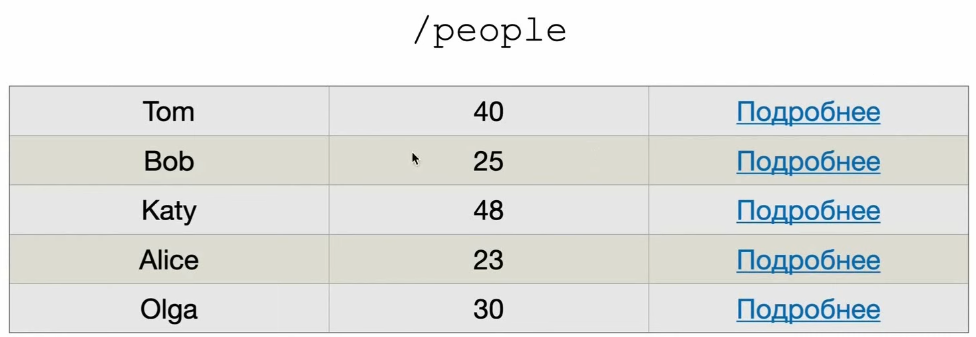 /people
Tom 40 Подробнее
Bob 25 Подробнее
Katy 48 Подробнее
Alice 23 Подробнее
Olga 30 Подробнее